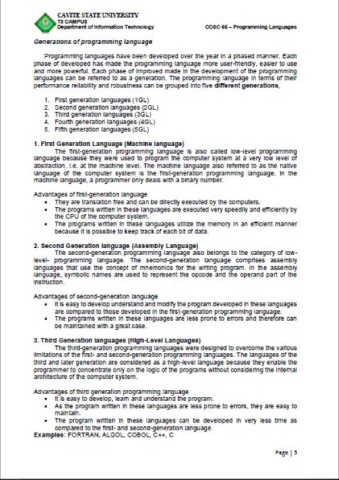 CAVITE STATE UNIVERSITY
T3 CAMPUS
Department of Information Technology COSC 65 – Programming Languages
Generations of programming language
Programming languages have been developed over the year in a phased manner. Each
phase of developed has made the programming language more user-friendly, easier to use
and more powerful. Each phase of improved made in the development of the programming
languages can be referred to as a generation. The programming language in terms of their
performance reliability and robustness can be grouped into five different generations,
1. First generation languages (1GL)
2. Second generation languages (2GL)
3. Third generation languages (3GL)
4. Fourth generation languages (4GL)
5. Fifth generation languages (5GL)
1. First Generation Language (Machine language)
The first-generation programming language is also called low-level programming
language because they were used to program the computer system at a very low level of
abstraction. i.e. at the machine level. The machine language also referred to as the native
language of the computer system is the first-generation programming language. In the
machine language, a programmer only deals with a binary number.
Advantages of first-generation language
• They are translation free and can be directly executed by the computers.
• The programs written in these languages are executed very speedily and efficiently by
the CPU of the computer system.
• The programs written in these languages utilize the memory in an efficient manner
because it is possible to keep track of each bit of data.
2. Second Generation language (Assembly Language)
The second-generation programming language also belongs to the category of low-
level- programming language. The second-generation language comprises assembly
languages that use the concept of mnemonics for the writing program. In the assembly
language, symbolic names are used to represent the opcode and the operand part of the
instruction.
Advantages of second-generation language
• It is easy to develop understand and modify the program developed in these languages
are compared to those developed in the first-generation programming language.
• The programs written in these languages are less prone to errors and therefore can
be maintained with a great case.
3. Third Generation languages (High-Level Languages)
The third-generation programming languages were designed to overcome the various
limitations of the first- and second-generation programming languages. The languages of the
third and later generation are considered as a high-level language because they enable the
programmer to concentrate only on the logic of the programs without considering the internal
architecture of the computer system.
Advantages of third generation programming language
• It is easy to develop, learn and understand the program.
• As the program written in these languages are less prone to errors, they are easy to
maintain.
• The program written in these languages can be developed in very less time as
compared to the first- and second-generation language.
Examples: FORTRAN, ALGOL, COBOL, C++, C
Page | 5